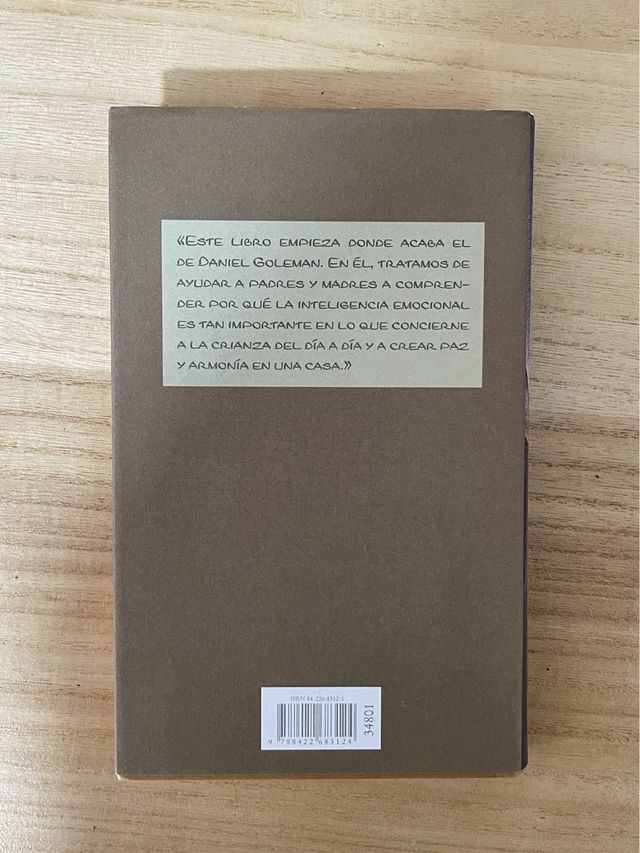 «Este libro empieza donde acaba el
de Daniel Goleman. En él, tratamos de
ayudar a padres y madres a compren-
der por qué la inteligencia emocional
es tan importante en lo que concierne
a la crianza del día a día y a crear paz
y armonía en una casa.»
ISBN 84-226-8312-1
34801
9 788422 683124